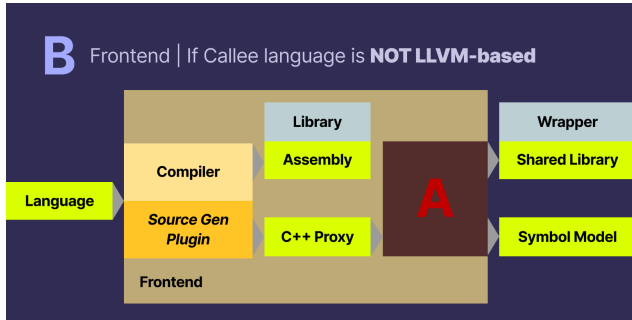 B Frontend | If Callee language is NOT LLVM-based
Library
Wrapper
Compiler
Assembly
Shared Library
A
Language
Source Gen
Plugin
C++ Proxy
Symbol Model
Frontend